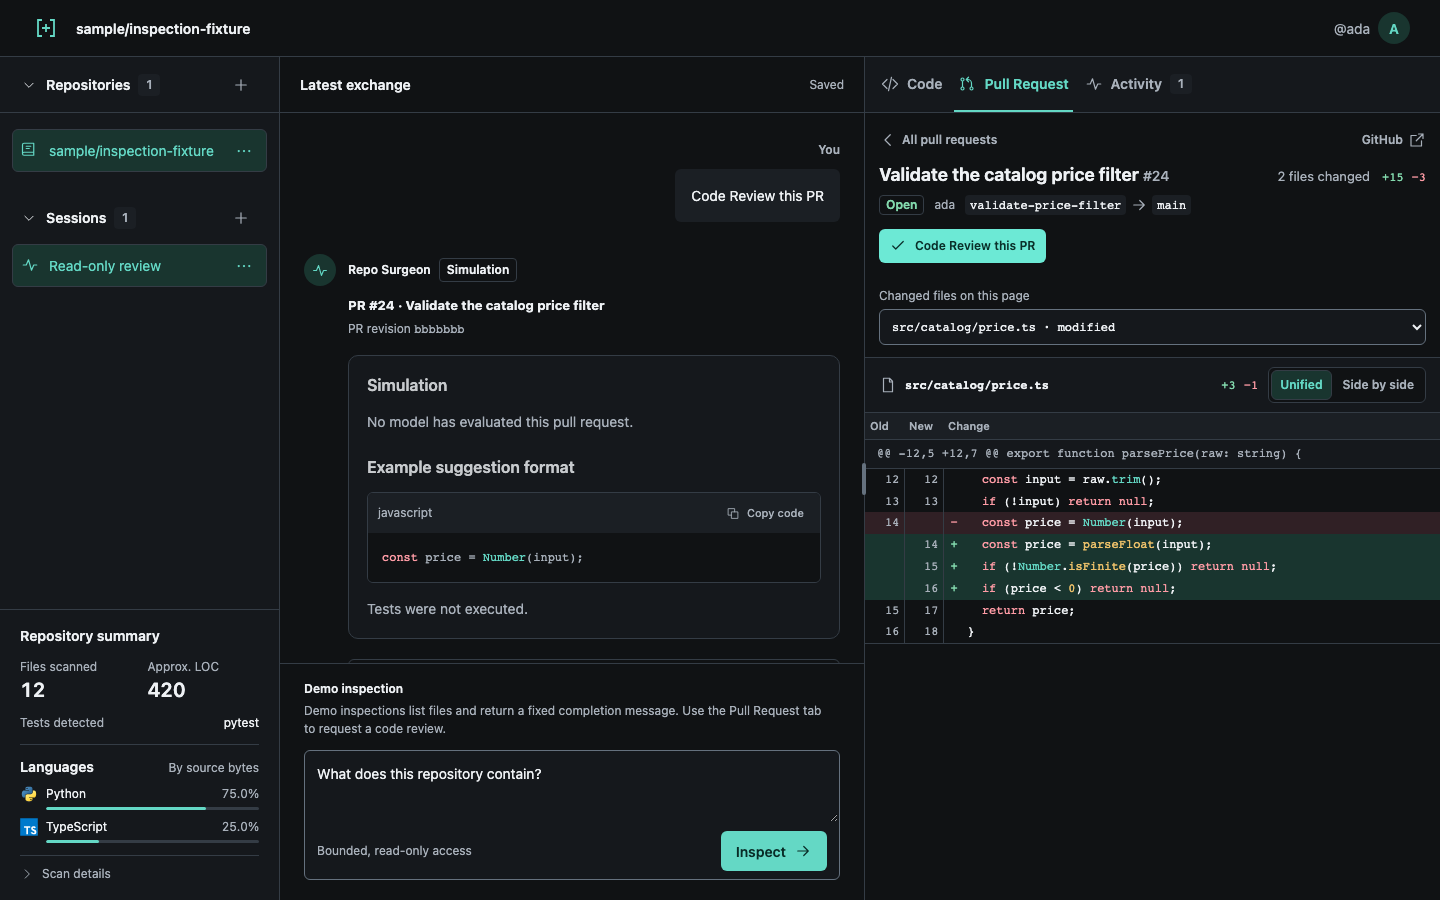 sample/inspection-fixture
@ada
A
Repositories 1
sample/inspection-fixture
Sessions 1
Read-only review
Repository summary
Files scanned
12
Approx. LOC
420
Tests detected
pytest
Languages
By source bytes
Python
75.0%
TS
TypeScript
25.0%
Scan details
Latest exchange
Saved
You
Code Review this PR
Repo Surgeon
Simulation
PR #24 · Validate the catalog price filter
PR revision bbbbbbb
Simulation
No model has evaluated this pull request.
Example suggestion format
javascript
Copy code
const price = Number(input);
Tests were not executed.
Demo inspection
Demo inspections list files and return a fixed completion message. Use the Pull Request tab
to request a code review.
What does this repository contain?
Bounded, read-only access
Inspect
Code
Pull Request
Activity 1
All pull requests
GitHub
Validate the catalog price filter #24
2 files changed +15 −3
Open ada validate-price-filter → main
Code Review this PR
Changed files on this page
src/catalog/price.ts · modified
src/catalog/price.ts
+3 −1
Unified
Side by side
Old New Change
@@ -12,5 +12,7 @@ export function parsePrice(raw: string) {
12 12 const input = raw.trim();
13 13 if (!input) return null;
14 − const price = Number(input);
14 + const price = parseFloat(input);
15 + if (!Number.isFinite(price)) return null;
16 + if (price < 0) return null;
15 17 return price;
16 18 }